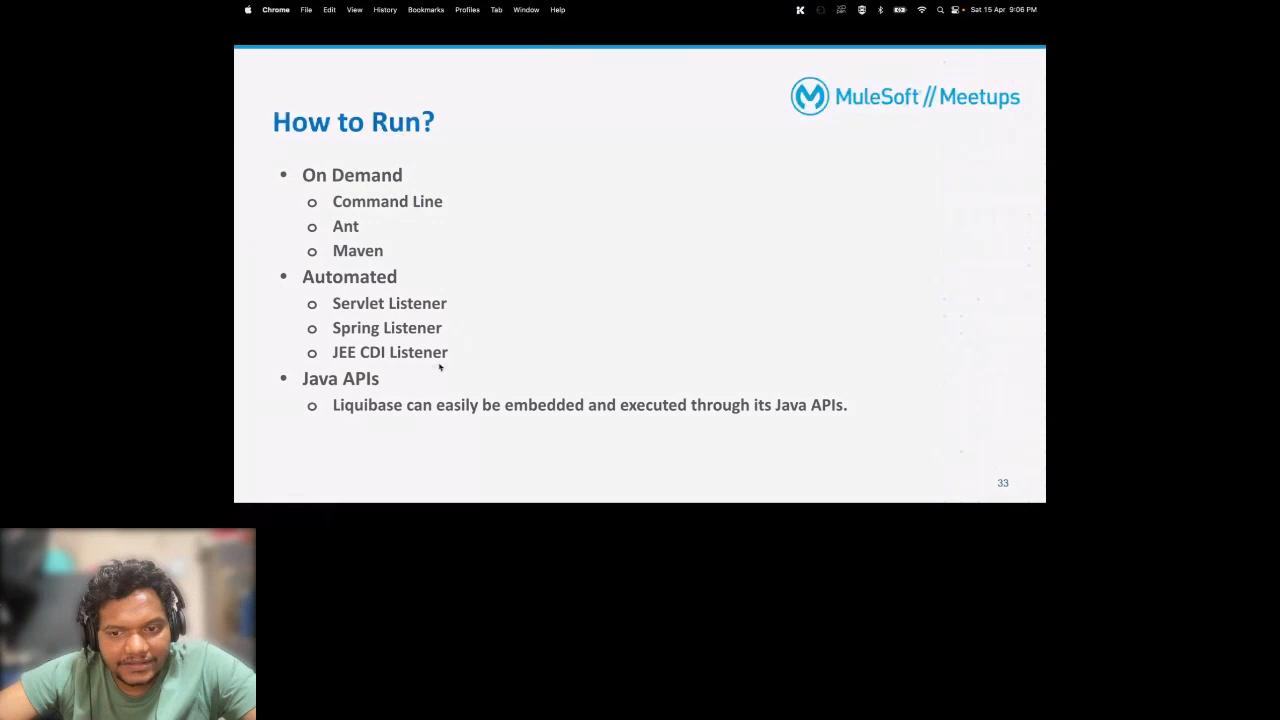 Chrome File Edit View History Bookmarks Profiles Tab Window Help Sat 15 Apr 9:06 PM
MuleSoft // Meetups
How to Run?
• On Demand
o Command Line
o Ant
o Maven
• Automated
o Servlet Listener
o Spring Listener
o JEE CDI Listener
• Java APIs
o Liquibase can easily be embedded and executed through its Java APIs.
33